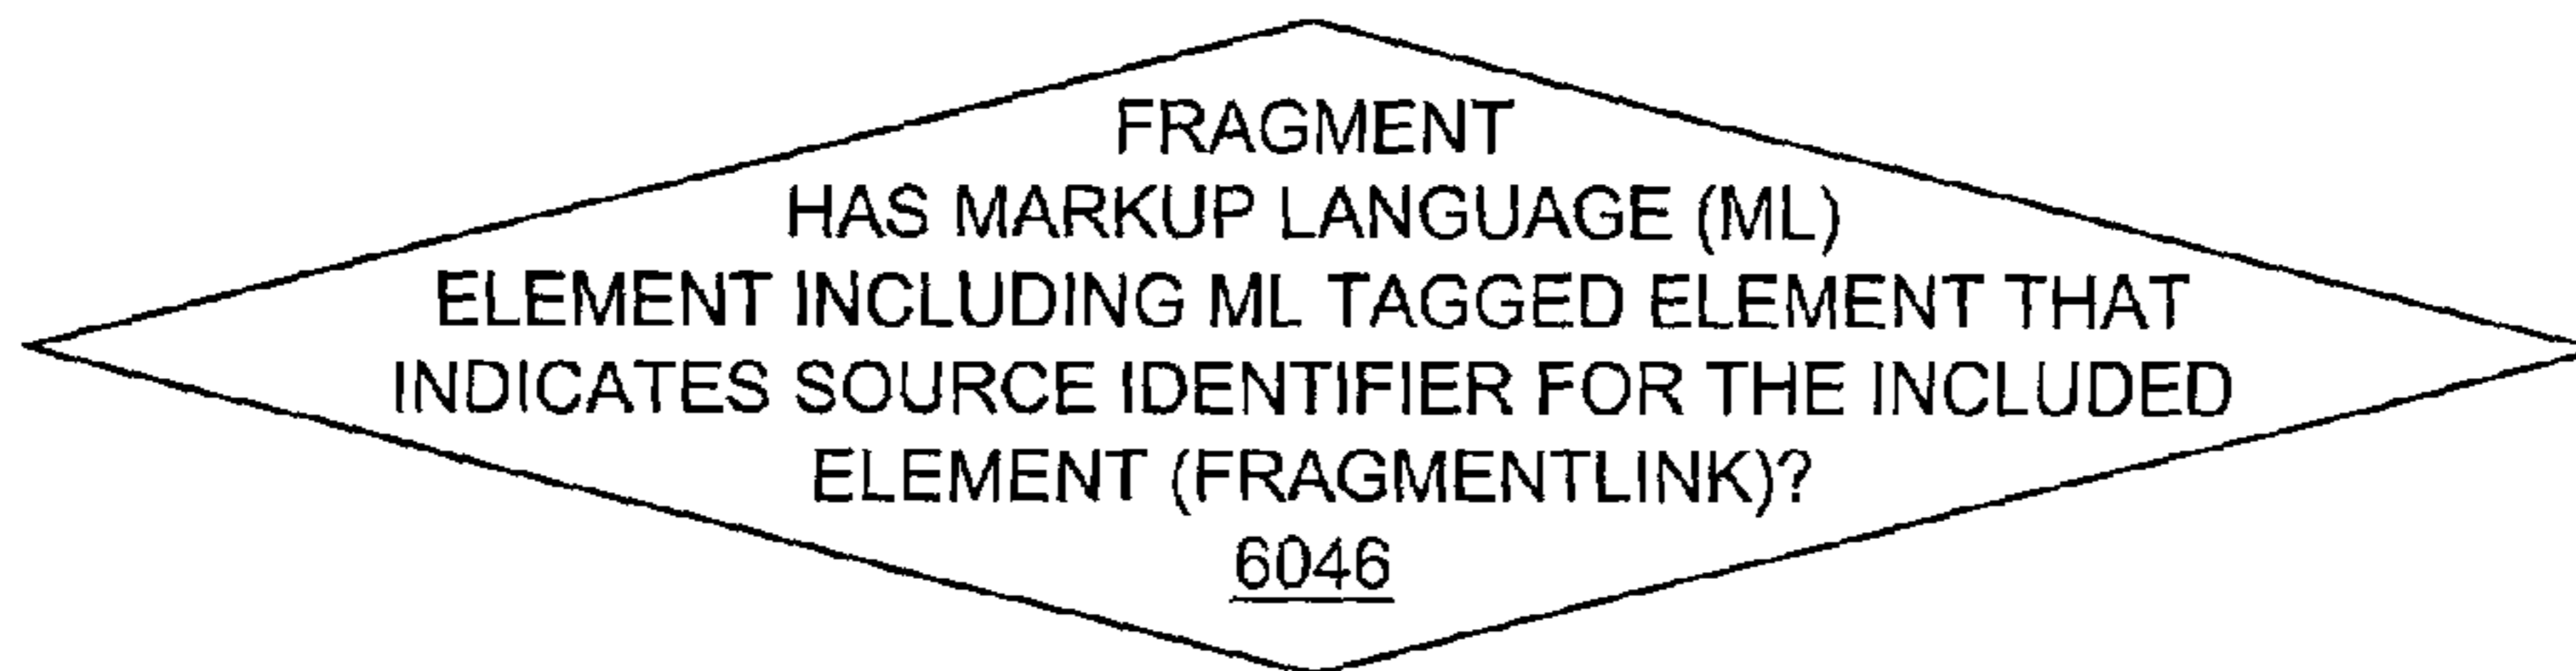 FRAGMENT
HAS MARKUP LANGUAGE (ML)
ELEMENT INCLUDING ML TAGGED ELEMENT THAT
INDICATES SOURCE IDENTIFIER FOR THE INCLUDED
ELEMENT (FRAGMENTLINK)?
6046